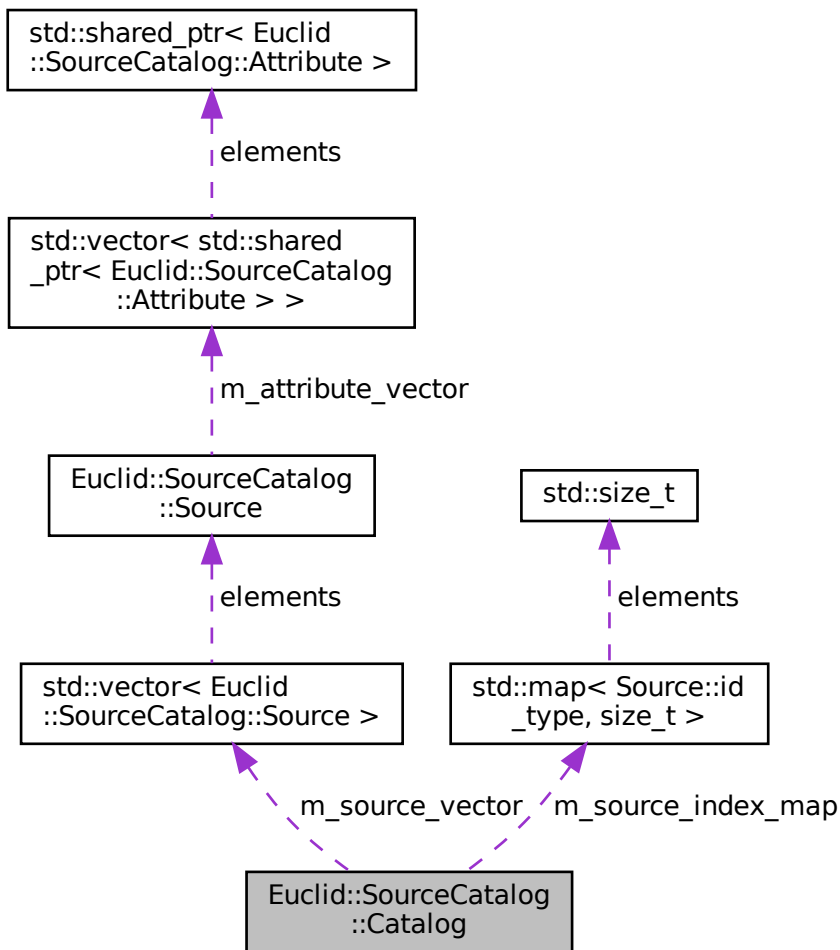 std::shared_ptr< Euclid
::SourceCatalog::Attribute >
elements
std::vector< std::shared
_ptr< Euclid::SourceCatalog
::Attribute > >
m_attribute_vector
Euclid::SourceCatalog
::Source
std::size_t
elements
elements
std::vector< Euclid
::SourceCatalog::Source >
std::map< Source::id
_type, size_t >
m_source_vector
m_source_index_map
Euclid::SourceCatalog
::Catalog